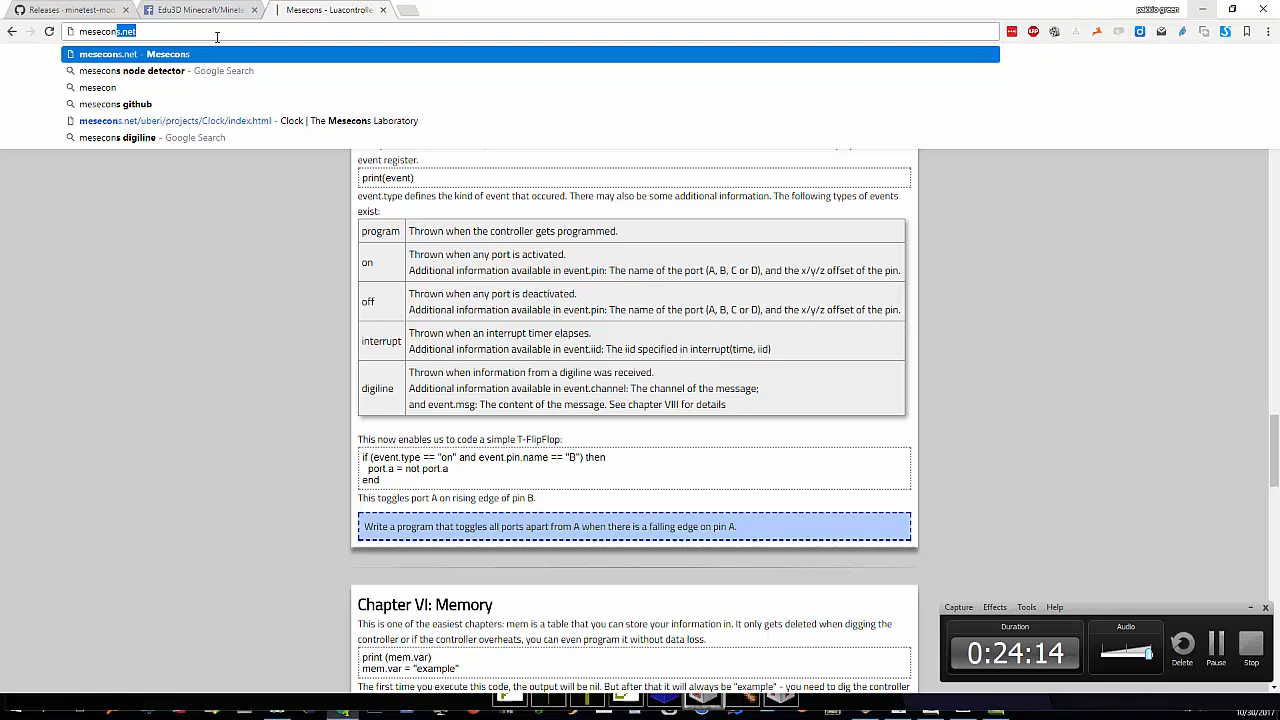 Releases · minetest-mod
Edu3D Minecraft/Minete
Mesecons - Luacontrolle
pakkio green
mesecons.net
mesecons.net - Mesecons
mesecons node detector - Google Search
mesecon
mesecons github
mesecons.net/uberi/projects/Clock/index.html - Clock | The Mesecons Laboratory
mesecons digiline - Google Search
event register.
print(event)
event.type defines the kind of event that occured. There may also be some additional information. The following types of events
exist:
program Thrown when the controller gets programmed.
on Thrown when any port is activated.
Additional information available in event.pin: The name of the port (A, B, C or D), and the x/y/z offset of the pin.
off Thrown when any port is deactivated.
Additional information available in event.pin: The name of the port (A, B, C or D), and the x/y/z offset of the pin.
interrupt Thrown when an interrupt timer elapses.
Additional information available in event.iid: The iid specified in interrupt(time, iid)
digiline Thrown when information from a digiline was received.
Additional information available in event.channel: The channel of the message;
and event.msg: The content of the message. See chapter VIII for details
This now enables us to code a simple T-FlipFlop:
if (event.type == "on" and event.pin.name == "B") then
port.a = not port.a
end
This toggles port A on rising edge of pin B.
Write a program that toggles all ports apart from A when there is a falling edge on pin A.
Chapter VI: Memory
This is one of the easiest chapters: mem is a table that you can store your information in. It only gets deleted when digging the
controller or if the controller overheats, you can even program it without data loss.
print (mem.var)
mem.var = "example"
The first time you execute this code, the output will be nil. But after that it will always be "example" - you need to dig the controller
Capture Effects Tools Help
Duration
Audio
0:24:14
Delete Pause Stop
10/30/2017